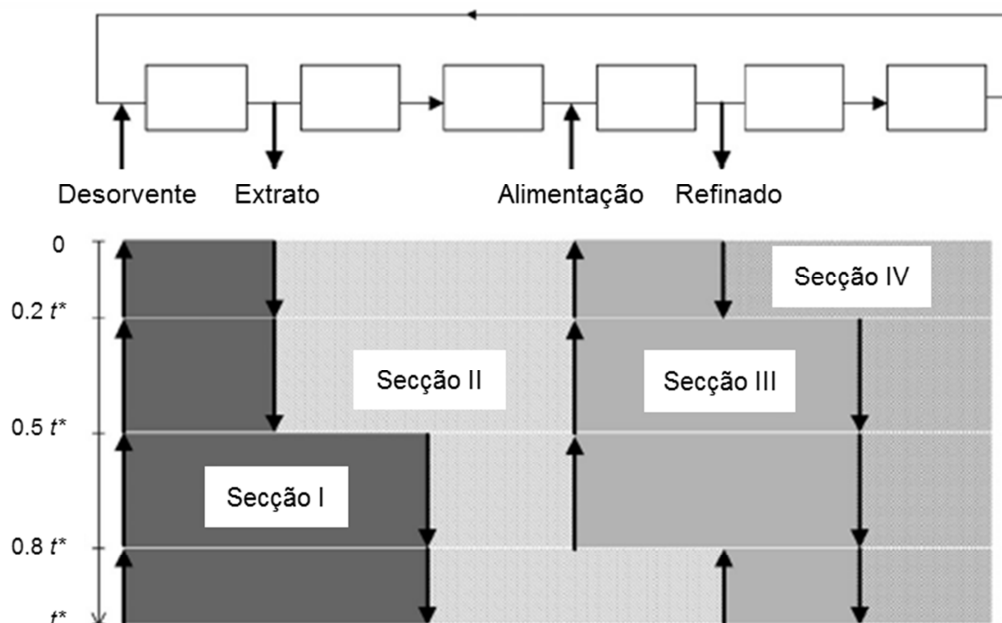 Desorvente Extrato Alimentação Refinado
0
Secção IV
0.2 t*
Secção II Secção III
0.5 t*
Secção I
0.8 t*
t*